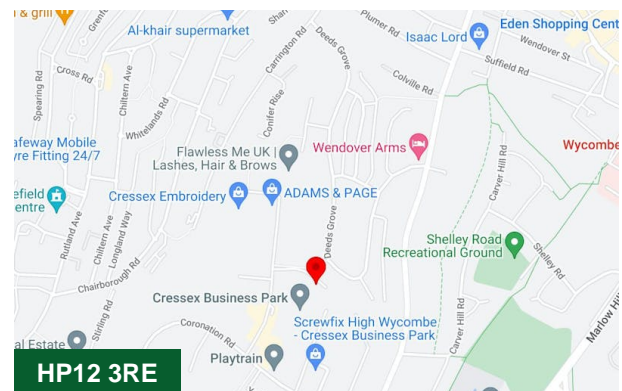 & grill
Grenfe
Al-khair supermarket
Shar
Plumer Rd
Eden Shopping Cent
Isaac Lord
Wendover St
Suffield Rd
Cross Rd
Spearing Rd
Chiltern Ave
Whitelands Rd
Carrington Rd
Deeds Grove
Colville Rd
Conifer Rise
afeway Mobile
yre Fitting 24/7
Flawless Me UK |
Lashes, Hair & Brows
Wendover Arms
Wycombe
Carver Hill Rd
efield
entre
Cressex Embroidery
ADAMS & PAGE
Rutland Ave
Chiltern Ave
Longland Way
Deeds Grove
Shelley Road
Recreational Ground
Shelley Rd
Chairborough Rd
Stirling Rd
Cressex Business Park
Coronation Rd
Screwfix High Wycombe
- Cressex Business Park
Carver Hill Rd
Marlow Hill
al Estate
Playtrain
HP12 3RE